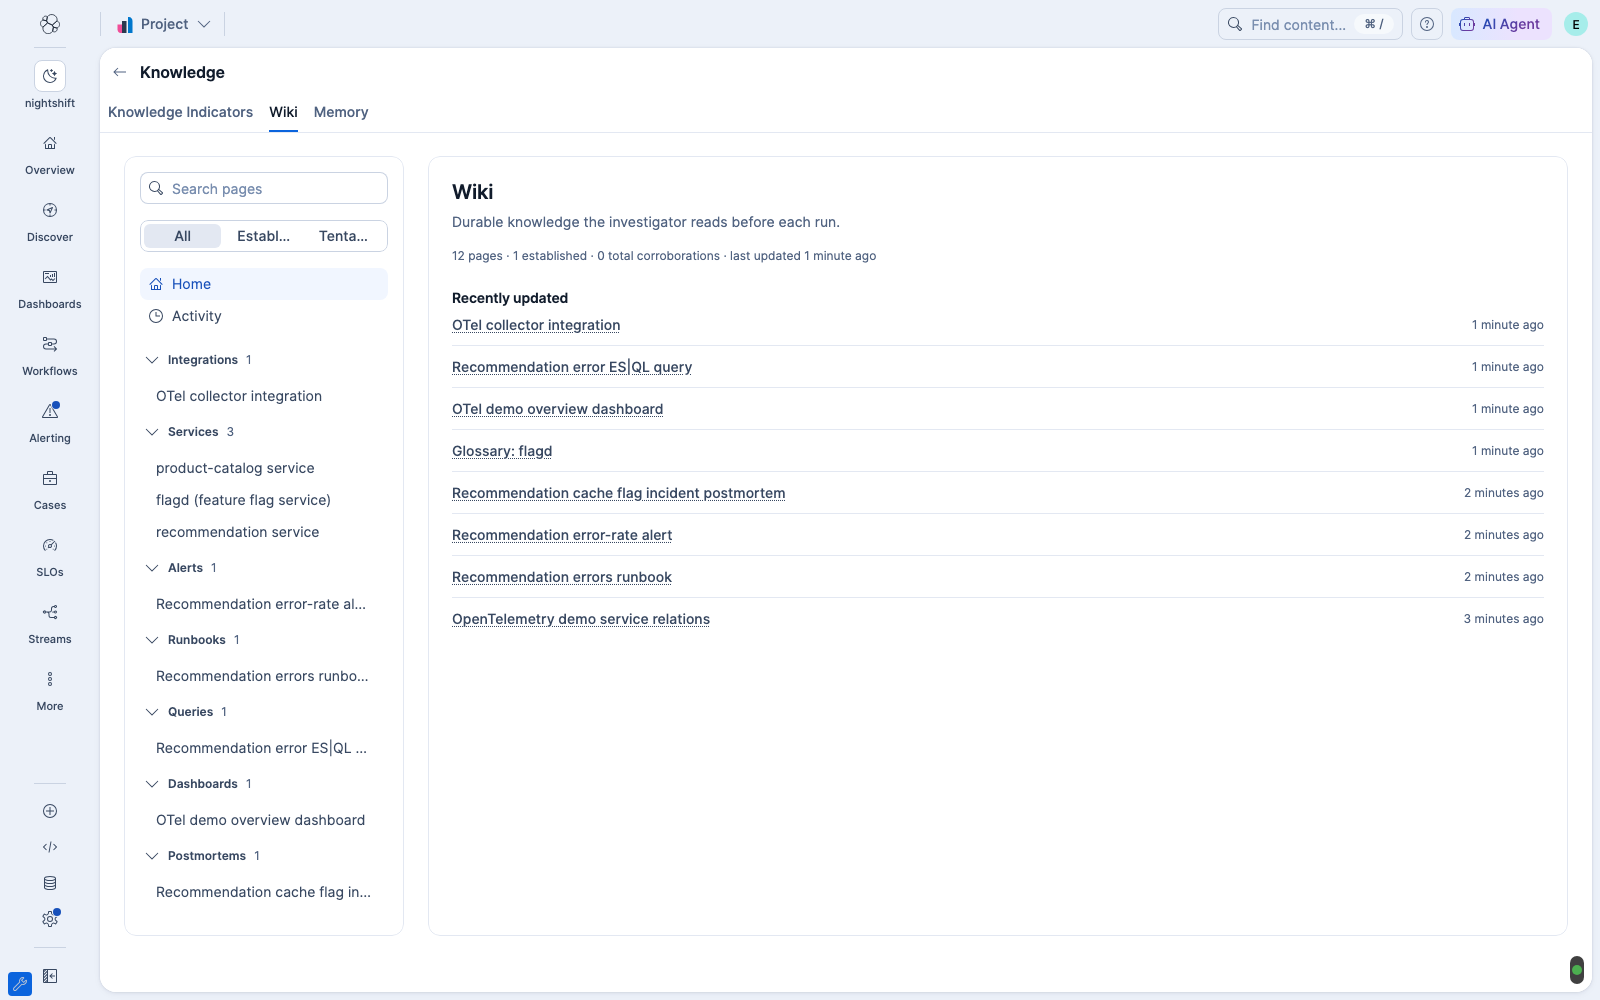 Project
Find content... ⌘ /
AI Agent
E
nightshift
Overview
Discover
Dashboards
Workflows
Alerting
Cases
SLOs
Streams
More
Knowledge
Knowledge Indicators
Wiki
Memory
Search pages
All
Establ...
Tenta...
Home
Activity
Integrations 1
OTel collector integration
Services 3
product-catalog service
flagd (feature flag service)
recommendation service
Alerts 1
Recommendation error-rate al...
Runbooks 1
Recommendation errors runbo...
Queries 1
Recommendation error ES|QL ...
Dashboards 1
OTel demo overview dashboard
Postmortems 1
Recommendation cache flag in...
Wiki
Durable knowledge the investigator reads before each run.
12 pages · 1 established · 0 total corroborations · last updated 1 minute ago
Recently updated
OTel collector integration 1 minute ago
Recommendation error ES|QL query 1 minute ago
OTel demo overview dashboard 1 minute ago
Glossary: flagd 1 minute ago
Recommendation cache flag incident postmortem 2 minutes ago
Recommendation error-rate alert 2 minutes ago
Recommendation errors runbook 2 minutes ago
OpenTelemetry demo service relations 3 minutes ago